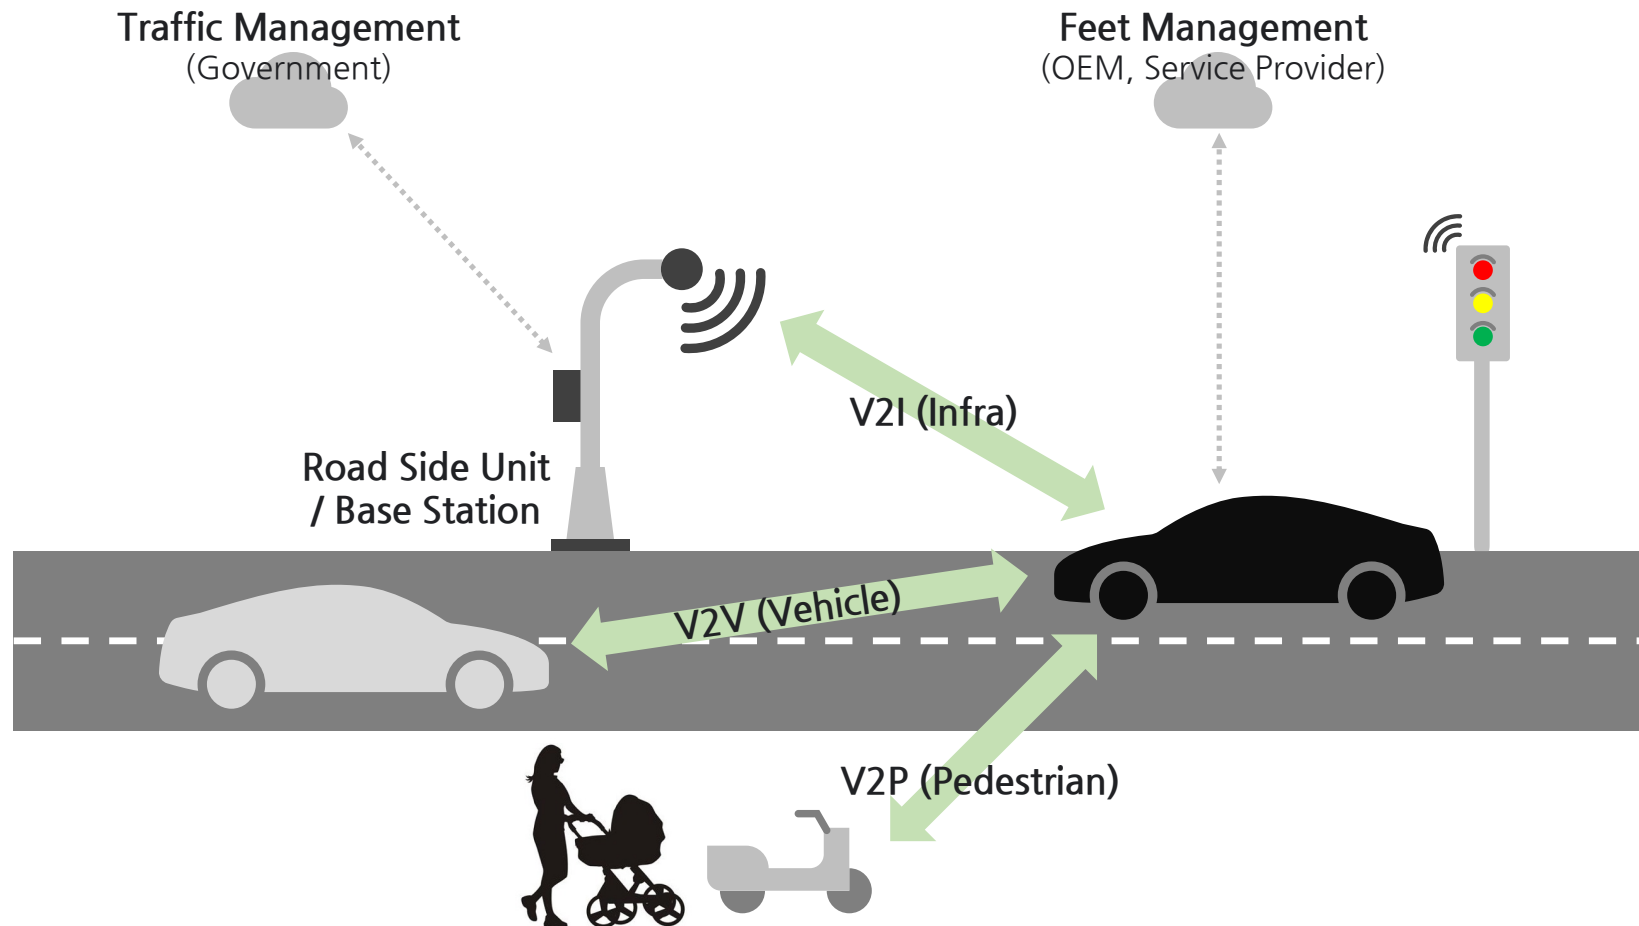 Traffic Management
(Government)
Feet Management
(OEM, Service Provider)
V2I (Infra)
Road Side Unit
/ Base Station
V2V (Vehicle)
V2P (Pedestrian)